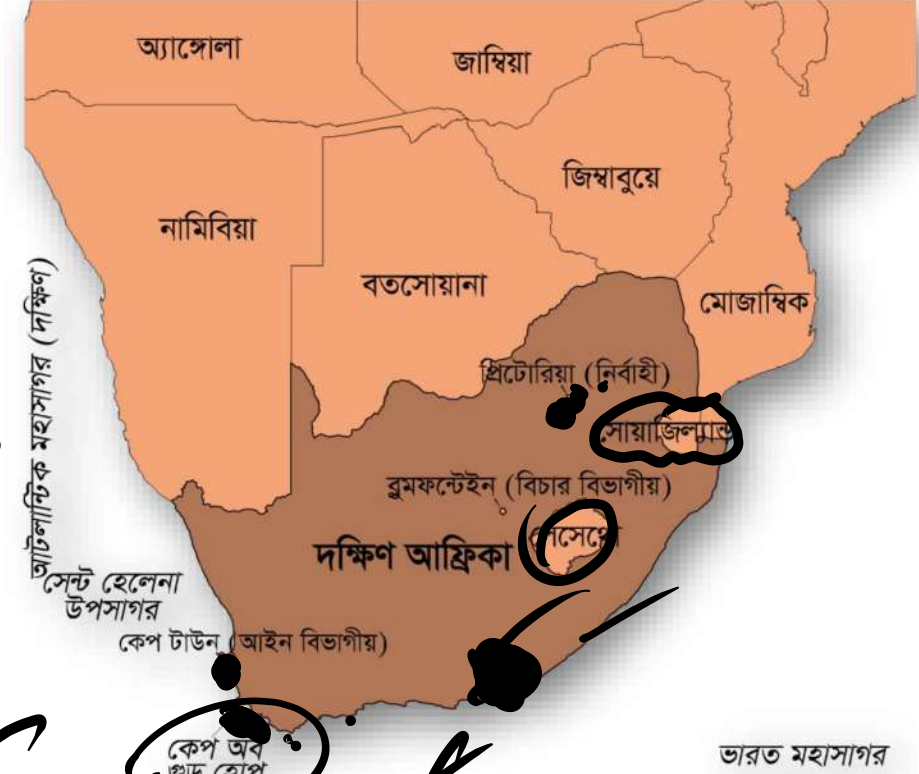 অ্যাঙ্গোলা
জাম্বিয়া
জিম্বাবুয়ে
নামিবিয়া
বতসোয়ানা
মোজাম্বিক
আটলান্টিক মহাসাগর (দক্ষিণ)
প্রিটোরিয়া (নির্বাহী)
সোয়াজিল্যান্ড
ব্লুমফন্টেইন (বিচার বিভাগীয়)
লেসেথো
দক্ষিণ আফ্রিকা
সেন্ট হেলেনা
উপসাগর
কেপ টাউন (আইন বিভাগীয়)
কেপ অব
গুড হোপ
ভারত মহাসাগর